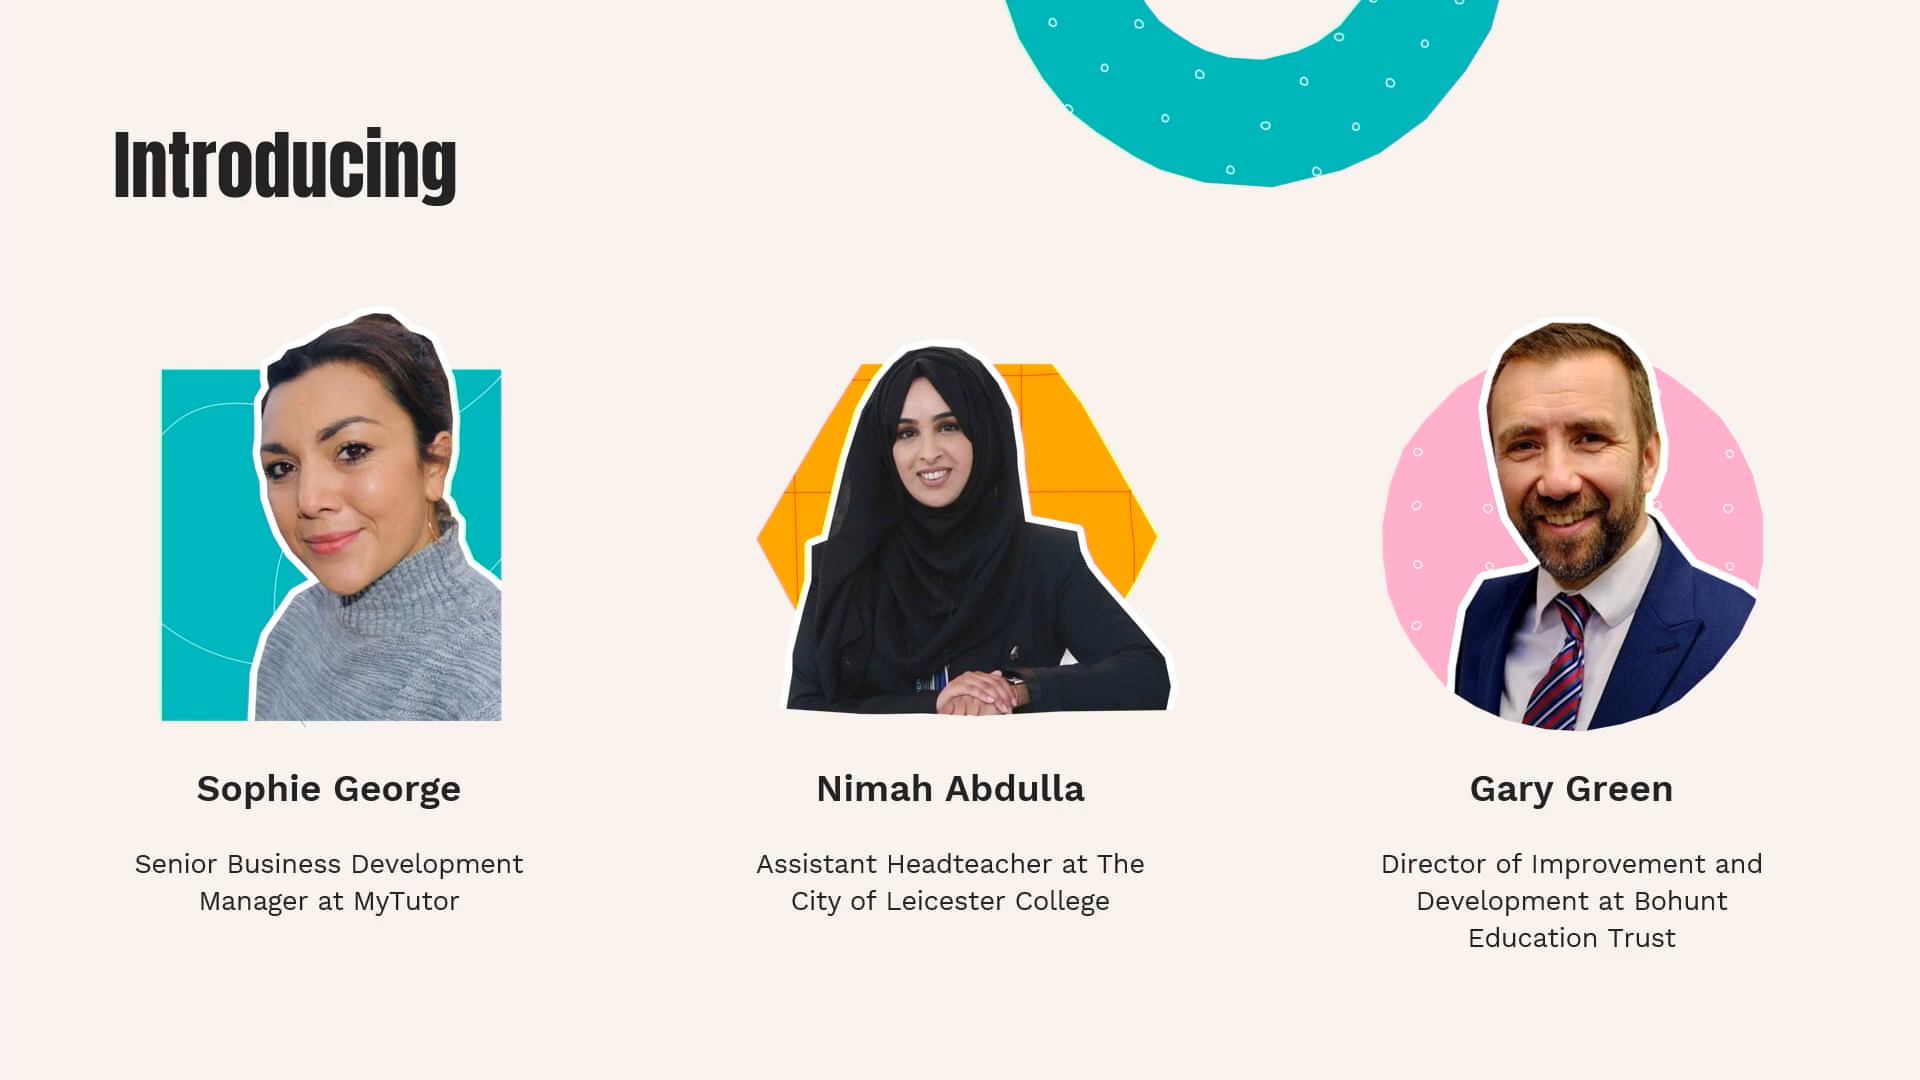 Introducing
Sophie George
Senior Business Development
Manager at MyTutor
Nimah Abdulla
Assistant Headteacher at The
City of Leicester College
Gary Green
Director of Improvement and
Development at Bohunt
Education Trust